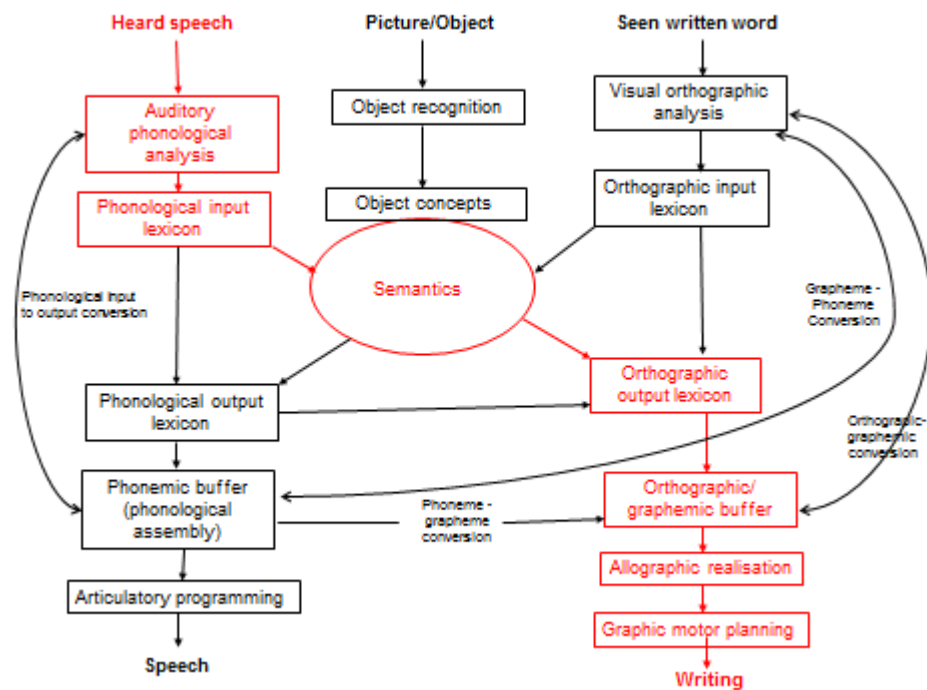 Heard speech
Picture/Object
Seen written word
Auditory
phonological
analysis
Object recognition
Visual orthographic
analysis
Phonological input
lexicon
Object concepts
Orthographic input
lexicon
Phonological input
to output conversion
Semantics
Grapheme -
Phoneme
Conversion
Phonological output
lexicon
Orthographic
output lexicon
Orthographic-
graphemic
conversion
Phonemic buffer
(phonological
assembly)
Phoneme -
grapheme
conversion
Orthographic/
graphemic buffer
Articulatory programming
Allographic realisation
Graphic motor planning
Speech
Writing